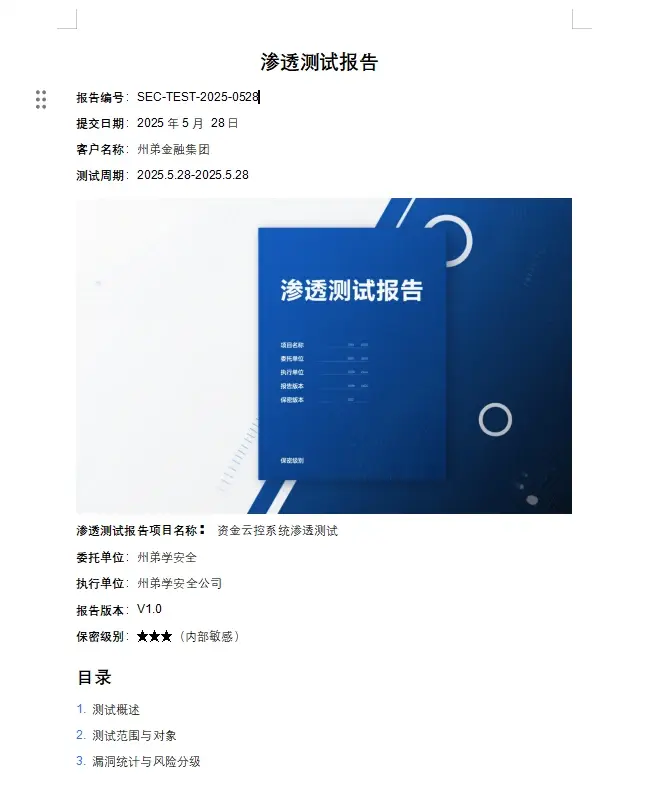 渗透测试报告
报告编号：SEC-TEST-2025-0528
提交日期：2025 年 5 月 28 日
客户名称：州弟金融集团
测试周期：2025.5.28-2025.5.28
渗透测试报告
项目名称
委托单位
执行单位
报告版本
保密版本
保密级别
渗透测试报告项目名称： 资金云控系统渗透测试
委托单位：州弟学安全
执行单位：州弟学安全公司
报告版本：V1.0
保密级别：★★★（内部敏感）
目录
1. 测试概述
2. 测试范围与对象
3. 漏洞统计与风险分级